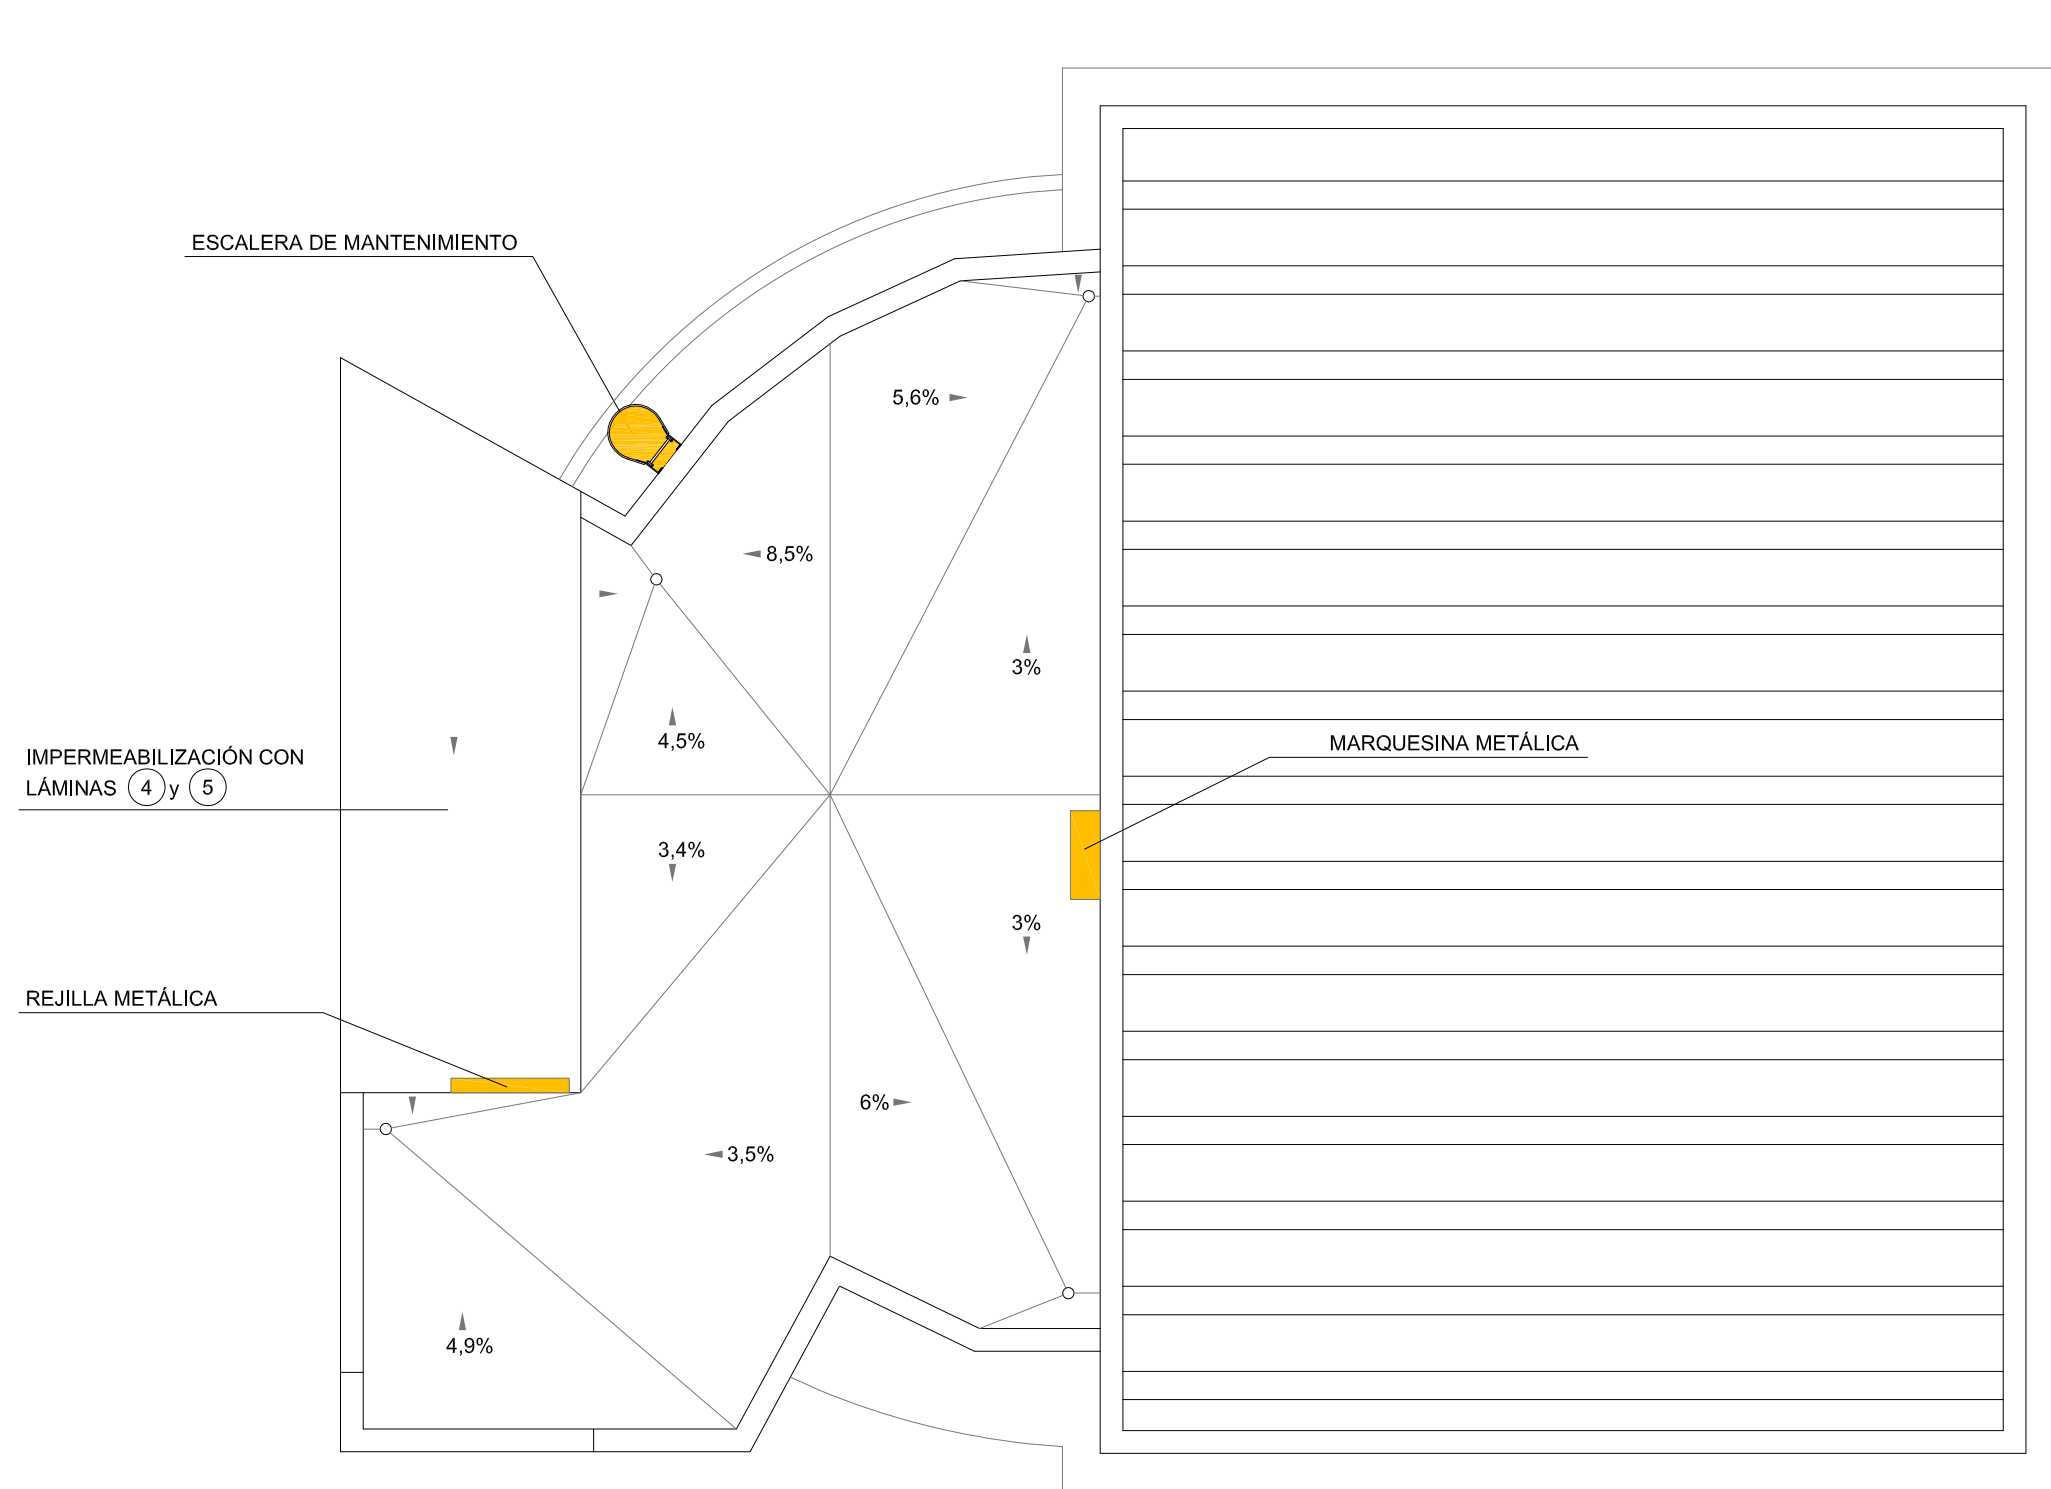 ESCALERA DE MANTENIMIENTO
5,6%
8,5%
3%
4,5%
MARQUESINA METÁLICA
IMPERMEABILIZACIÓN CON
LÁMINAS 4 y 5
3,4%
3%
REJILLA METÁLICA
6%
3,5%
4,9%